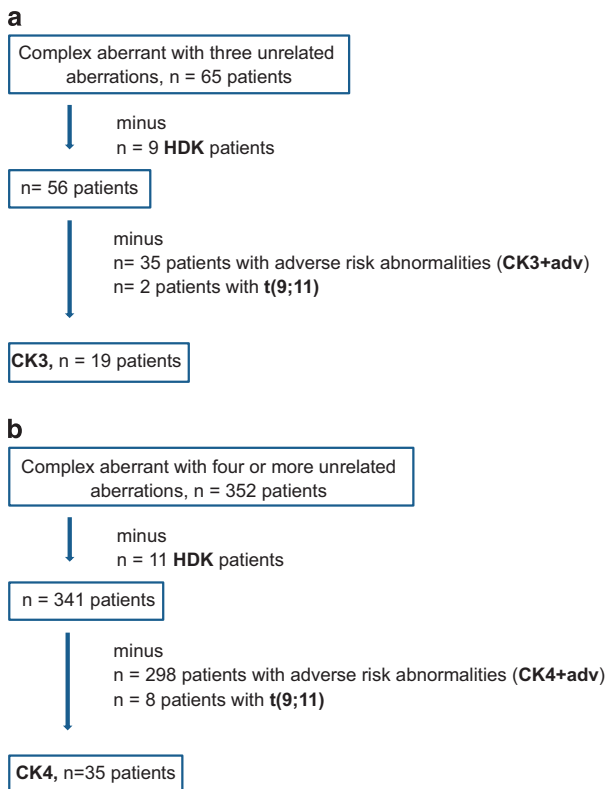 a
Complex aberrant with three unrelated
aberrations, n = 65 patients
minus
n = 9 HDK patients
n= 56 patients
minus
n= 35 patients with adverse risk abnormalities (CK3+adv)
n= 2 patients with t(9;11)
CK3, n = 19 patients
b
Complex aberrant with four or more unrelated
aberrations, n = 352 patients
minus
n = 11 HDK patients
n = 341 patients
minus
n = 298 patients with adverse risk abnormalities (CK4+adv)
n = 8 patients with t(9;11)
CK4, n=35 patients